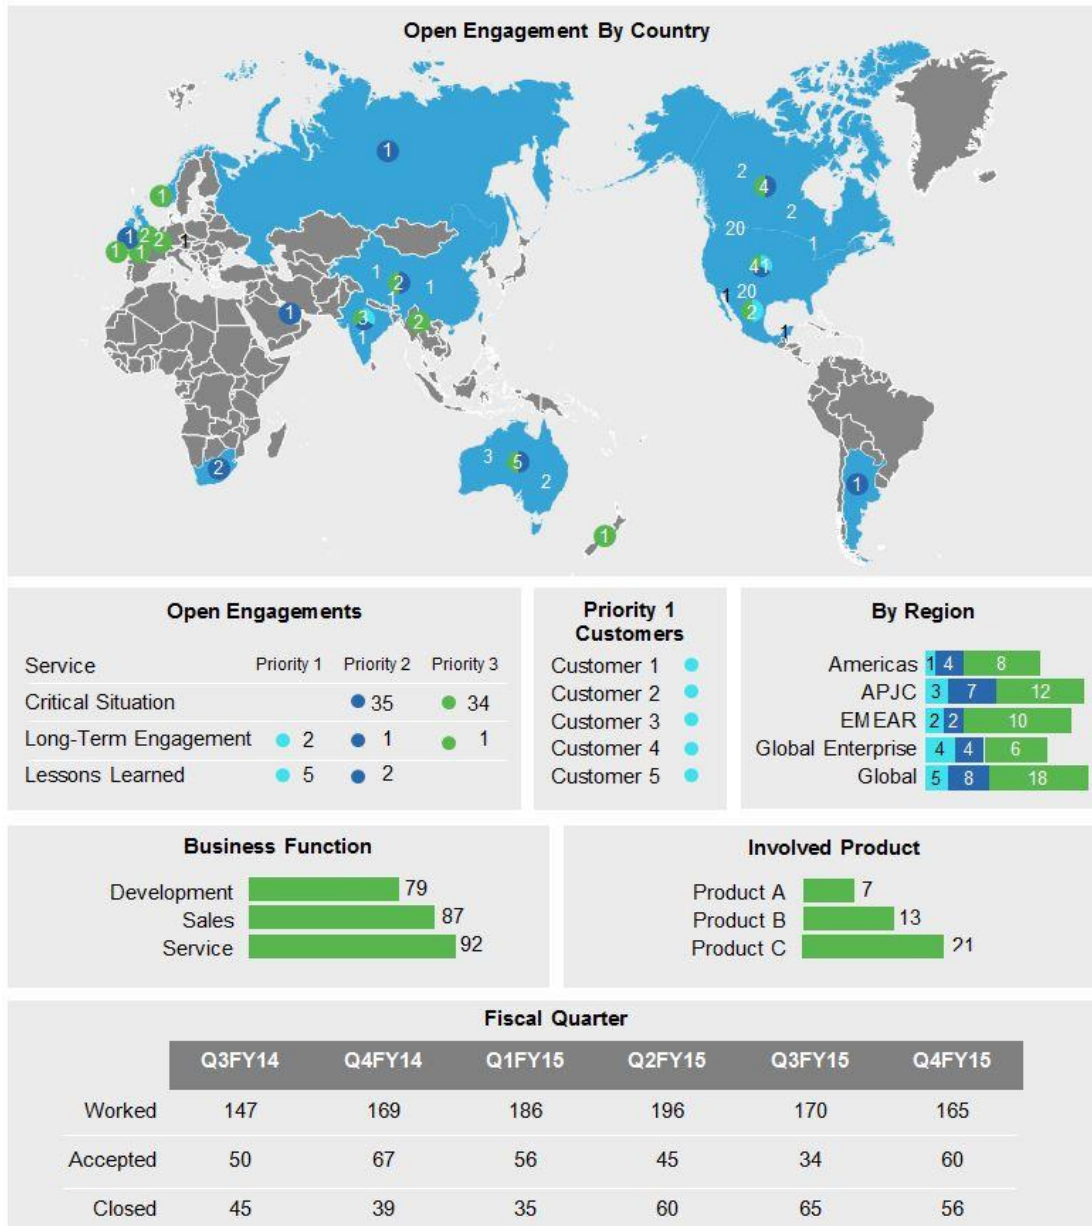 Open Engagement By Country
1
2
4
1
2
1
2
2
20
1
1
1
1
41
1
2
1
1
20
1
1
3
2
2
1
1
3
5
2
2
1
1
Open Engagements
Service Priority 1 Priority 2 Priority 3
Critical Situation 35 34
Long-Term Engagement 2 1 1
Lessons Learned 5 2
Priority 1
Customers
Customer 1
Customer 2
Customer 3
Customer 4
Customer 5
By Region
Americas 1 4 8
APJC 3 7 12
EMEAR 2 2 10
Global Enterprise 4 4 6
Global 5 8 18
Business Function
Development 79
Sales 87
Service 92
Involved Product
Product A 7
Product B 13
Product C 21
Fiscal Quarter
Q3FY14 Q4FY14 Q1FY15 Q2FY15 Q3FY15 Q4FY15
Worked 147 169 186 196 170 165
Accepted 50 67 56 45 34 60
Closed 45 39 35 60 65 56